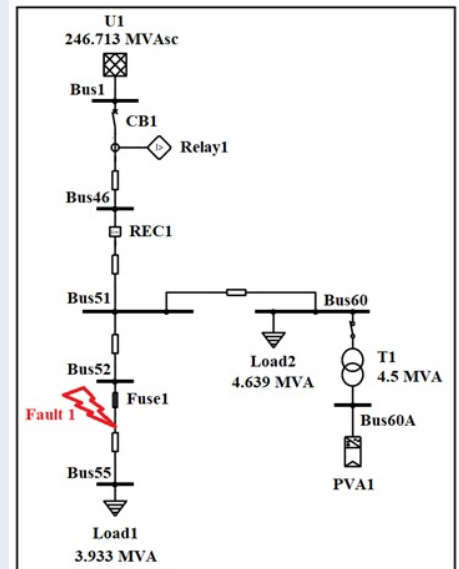 U1
246.713 MVAsc
Bus1
CB1
Relay1
Bus46
REC1
Bus51
Bus60
Load2
4.639 MVA
T1
4.5 MVA
Bus52
Fuse1
Fault 1
Bus60A
PVA1
Bus55
Load1
3.933 MVA